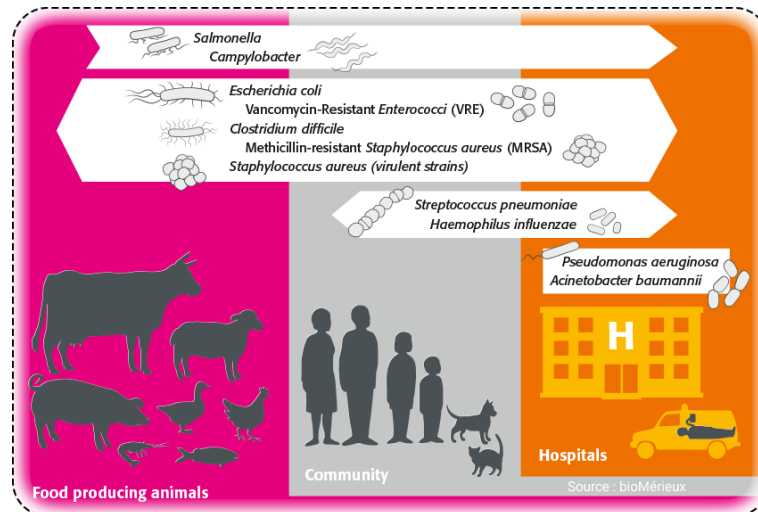 Salmonella
Campylobacter
Escherichia coli
Vancomycin-Resistant Enterococci (VRE)
Clostridium difficile
Methicillin-resistant Staphylococcus aureus (MRSA)
Staphylococcus aureus (virulent strains)
Streptococcus pneumoniae
Haemophilus influenzae
Pseudomonas aeruginosa
Acinetobacter baumannii
H
Hospitals
Community
Food producing animals
Source : bioMérieux